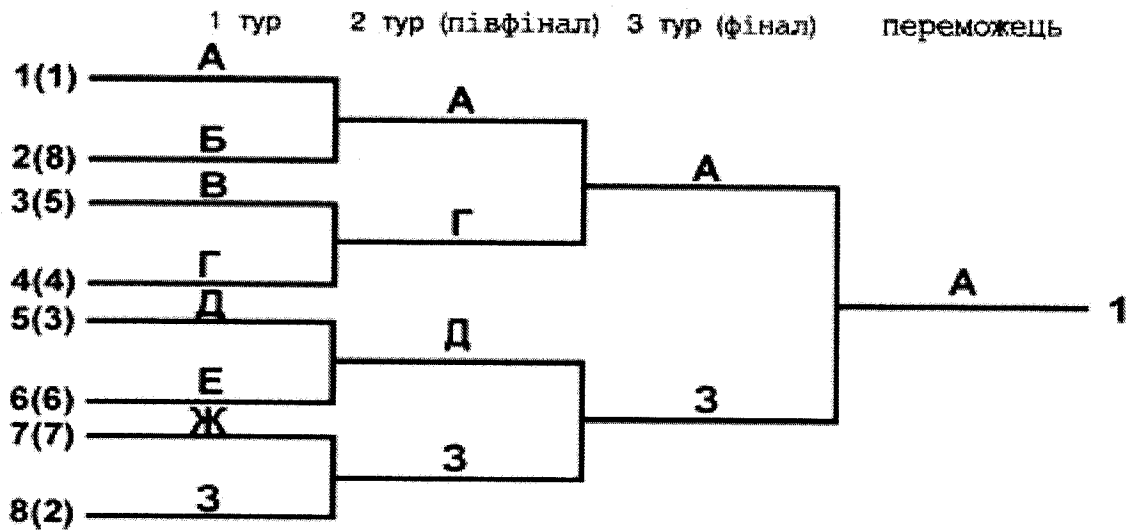 1 тур 2 тур (півфінал) 3 тур (фінал) переможець
1(1) А
А
2(8) Б
А
3(5) В
Г
4(4) Г
А 1
5(3) Д
Д
6(6) Е
З
7(7) Ж
З
8(2) З